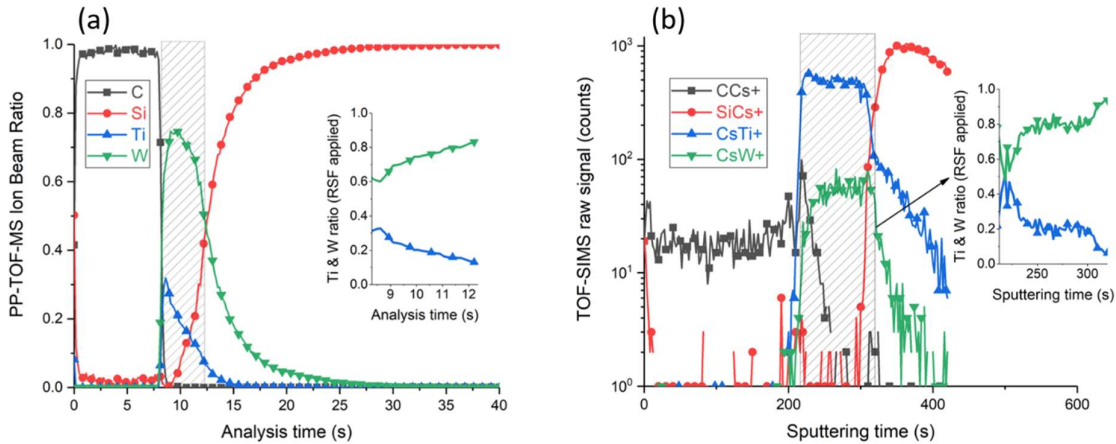 (a)
PP-TOF-MS Ion Beam Ratio
1.0
0.8
0.6
0.4
0.2
0.0
C
Si
Ti
W
0 5 10 15 20 25 30 35 40
Analysis time (s)
Ti & W ratio (RSF applied)
1.0
0.8
0.6
0.4
0.2
0.0
9 10 11 12
Analysis time (s)
(b)
TOF-SIMS raw signal (counts)
10³
10²
10¹
10⁰
CCs+
SiCs+
CsTi+
CsW+
0 200 400 600
Sputtering time (s)
Ti & W ratio (RSF applied)
1.0
0.8
0.6
0.4
0.2
0.0
250 300
Sputtering time (s)